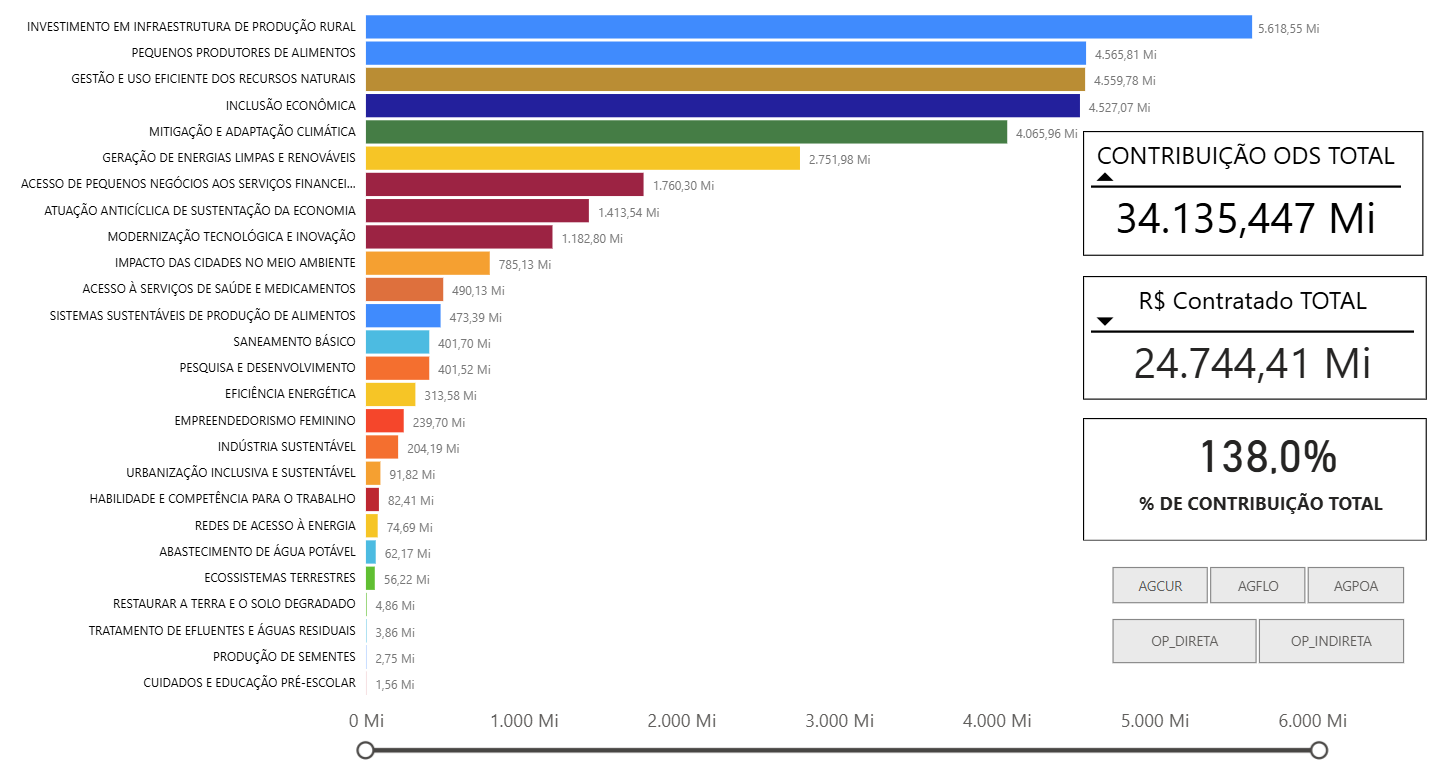 INVESTIMENTO EM INFRAESTRUTURA DE PRODUÇÃO RURAL 5.618,55 Mi
PEQUENOS PRODUTORES DE ALIMENTOS 4.565,81 Mi
GESTÃO E USO EFICIENTE DOS RECURSOS NATURAIS 4.559,78 Mi
INCLUSÃO ECONÔMICA 4.527,07 Mi
MITIGAÇÃO E ADAPTAÇÃO CLIMÁTICA 4.065,96 Mi
GERAÇÃO DE ENERGIAS LIMPAS E RENOVÁVEIS 2.751,98 Mi
ACESSO DE PEQUENOS NEGÓCIOS AOS SERVIÇOS FINANCEI... 1.760,30 Mi
ATUAÇÃO ANTICÍCLICA DE SUSTENTAÇÃO DA ECONOMIA 1.413,54 Mi
MODERNIZAÇÃO TECNOLÓGICA E INOVAÇÃO 1.182,80 Mi
IMPACTO DAS CIDADES NO MEIO AMBIENTE 785,13 Mi
ACESSO À SERVIÇOS DE SAÚDE E MEDICAMENTOS 490,13 Mi
SISTEMAS SUSTENTÁVEIS DE PRODUÇÃO DE ALIMENTOS 473,39 Mi
SANEAMENTO BÁSICO 401,70 Mi
PESQUISA E DESENVOLVIMENTO 401,52 Mi
EFICIÊNCIA ENERGÉTICA 313,58 Mi
EMPREENDEDORISMO FEMININO 239,70 Mi
INDÚSTRIA SUSTENTÁVEL 204,19 Mi
URBANIZAÇÃO INCLUSIVA E SUSTENTÁVEL 91,82 Mi
HABILIDADE E COMPETÊNCIA PARA O TRABALHO 82,41 Mi
REDES DE ACESSO À ENERGIA 74,69 Mi
ABASTECIMENTO DE ÁGUA POTÁVEL 62,17 Mi
ECOSSISTEMAS TERRESTRES 56,22 Mi
RESTAURAR A TERRA E O SOLO DEGRADADO 4,86 Mi
TRATAMENTO DE EFLUENTES E ÁGUAS RESIDUAIS 3,86 Mi
PRODUÇÃO DE SEMENTES 2,75 Mi
CUIDADOS E EDUCAÇÃO PRÉ-ESCOLAR 1,56 Mi
0 Mi 1.000 Mi 2.000 Mi 3.000 Mi 4.000 Mi 5.000 Mi 6.000 Mi
CONTRIBUIÇÃO ODS TOTAL
34.135,447 Mi
R$ Contratado TOTAL
24.744,41 Mi
138,0%
% DE CONTRIBUIÇÃO TOTAL
AGCUR AGFLO AGPOA
OP_DIRETA OP_INDIRETA